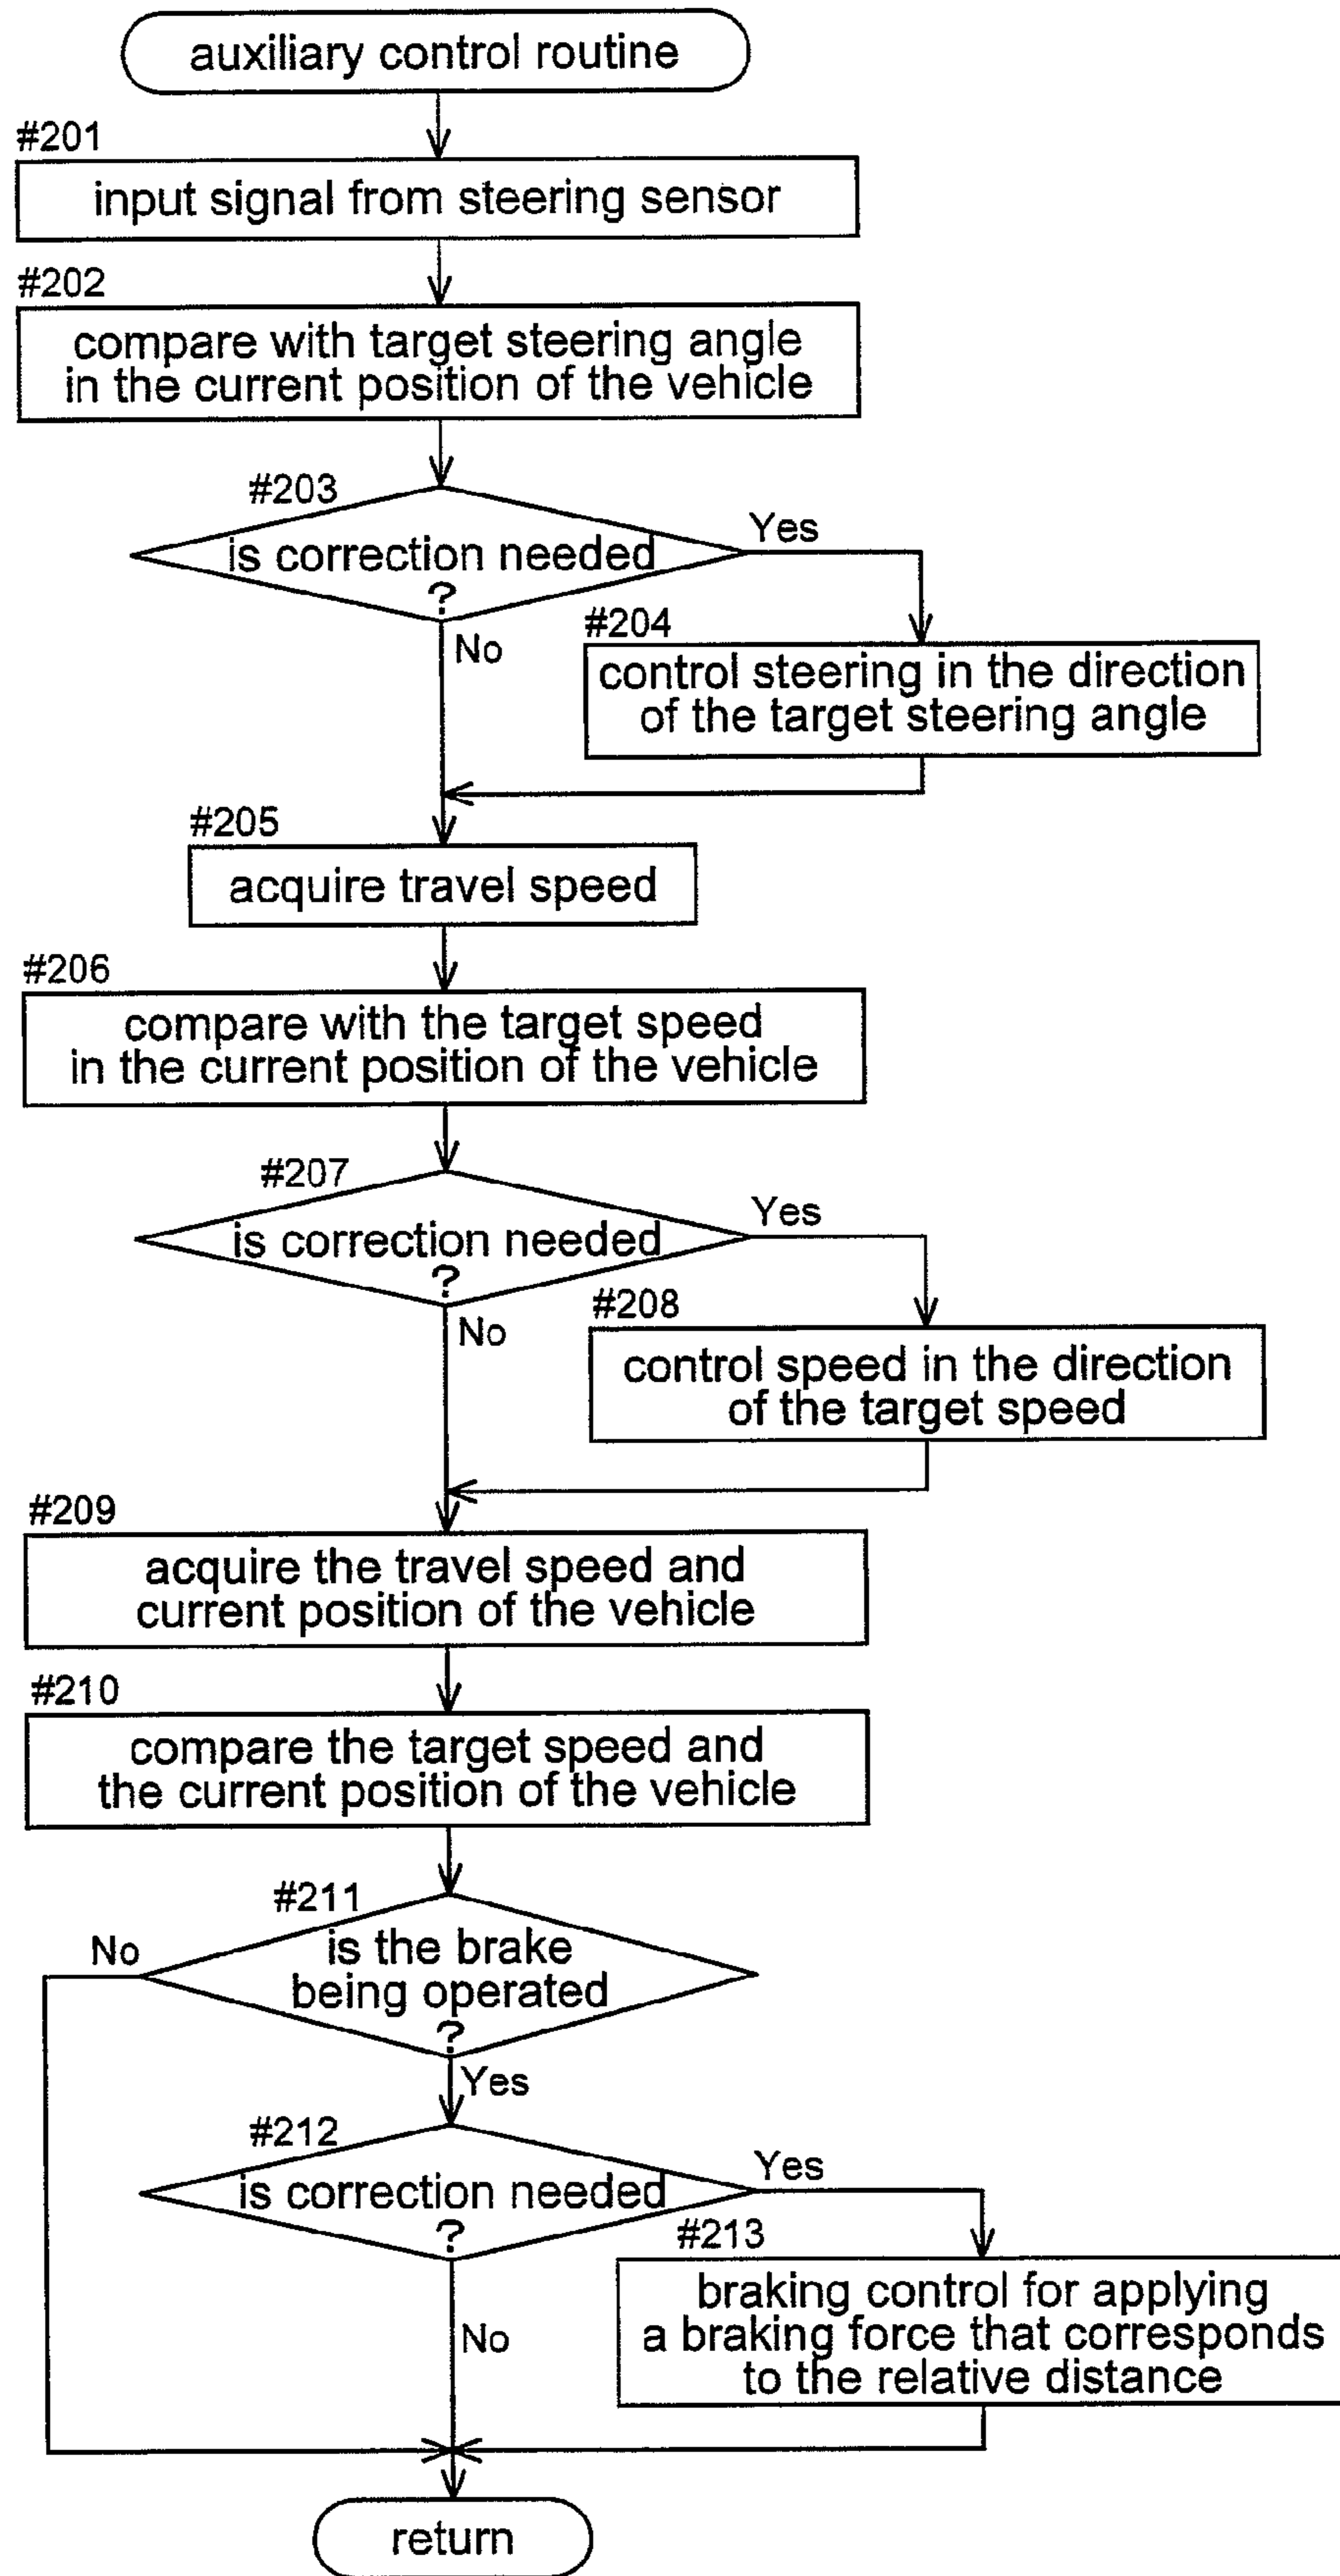 auxiliary control routine
#201
input signal from steering sensor
#202
compare with target steering angle
in the current position of the vehicle
#203
is correction needed
?
Yes
No
#204
control steering in the direction
of the target steering angle
#205
acquire travel speed
#206
compare with the target speed
in the current position of the vehicle
#207
is correction needed
?
Yes
No
#208
control speed in the direction
of the target speed
#209
acquire the travel speed and
current position of the vehicle
#210
compare the target speed and
the current position of the vehicle
#211
is the brake
being operated
?
No
Yes
#212
is correction needed
?
Yes
No
#213
braking control for applying
a braking force that corresponds
to the relative distance
return